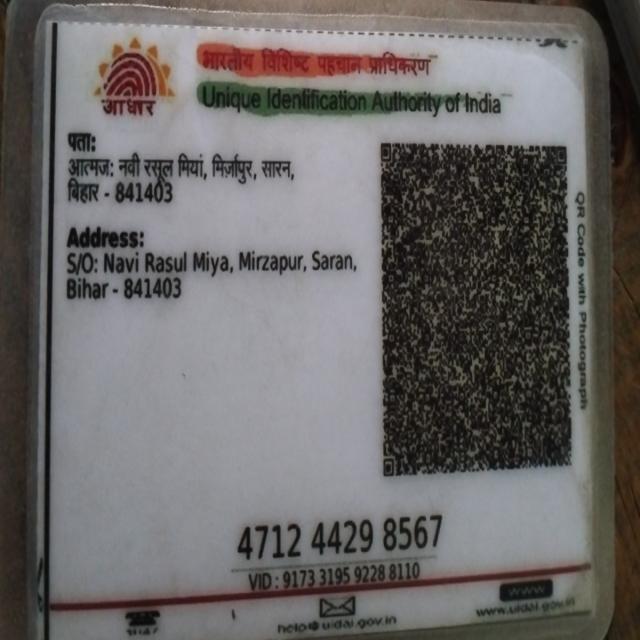 भारतीय विशिष्ट पहचान प्राधिकरण
Unique Identification Authority of India
आधार
पता:
आत्मज: नवी रसूल मियां, मिर्ज़ापुर, सारन,
बिहार - 841403
Address:
S/O: Navi Rasul Miya, Mirzapur, Saran,
Bihar - 841403
QR Code with Photograph
4712 4429 8567
VID : 9173 3195 9228 8110
1947
help@uidai.gov.in
www
www.uidai.gov.in